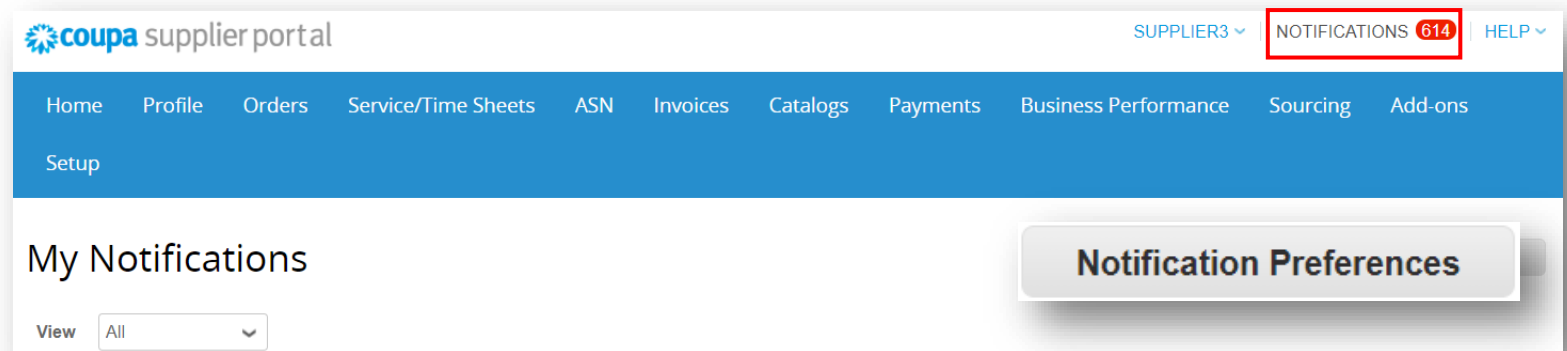 coupa supplier portal SUPPLIER3 NOTIFICATIONS 614 HELP
Home Profile Orders Service/Time Sheets ASN Invoices Catalogs Payments Business Performance Sourcing Add-ons
Setup
My Notifications Notification Preferences
View All